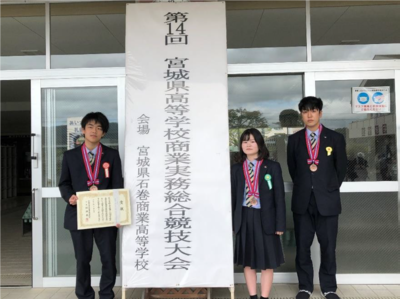 第14回 宮城県高等学校商業実務総合競技大会
会場 宮城県石巻商業高等学校